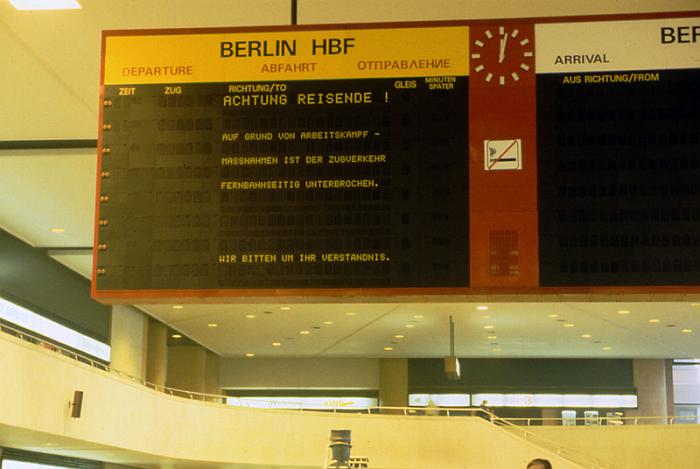 BERLIN HBF
DEPARTURE ABFAHRT ОТПРАВЛЕНИЕ
ZEIT ZUG RICHTUNG/TO GLEIS MINUTEN SPÄTER
ACHTUNG REISENDE !
AUF GRUND VON ARBEITSKAMPF -
MASSNAHMEN IST DER ZUGVERKEHR
FERNBAHNSEITIG UNTERBROCHEN.
WIR BITTEN UM IHR VERSTANDNIS.
BER
ARRIVAL
AUS RICHTUNG/FROM
3